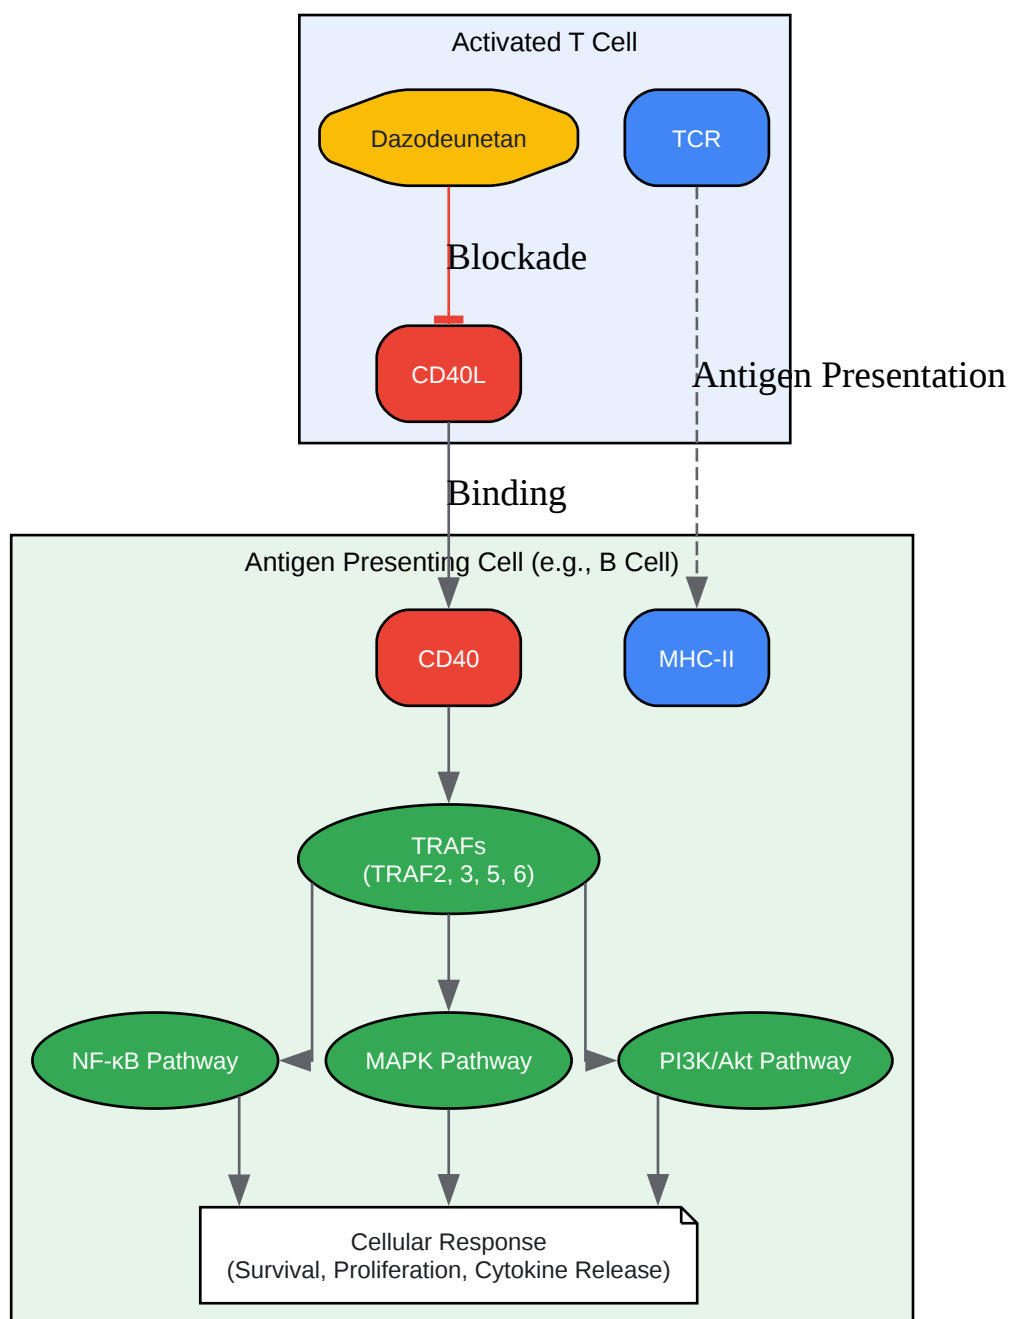 Activated T Cell
Dazodeunetan
TCR
Blockade
CD40L
Antigen Presentation
Binding
Antigen Presenting Cell (e.g., B Cell)
CD40
MHC-II
TRAFs
(TRAF2, 3, 5, 6)
NF-κB Pathway
MAPK Pathway
PI3K/Akt Pathway
Cellular Response
(Survival, Proliferation, Cytokine Release)